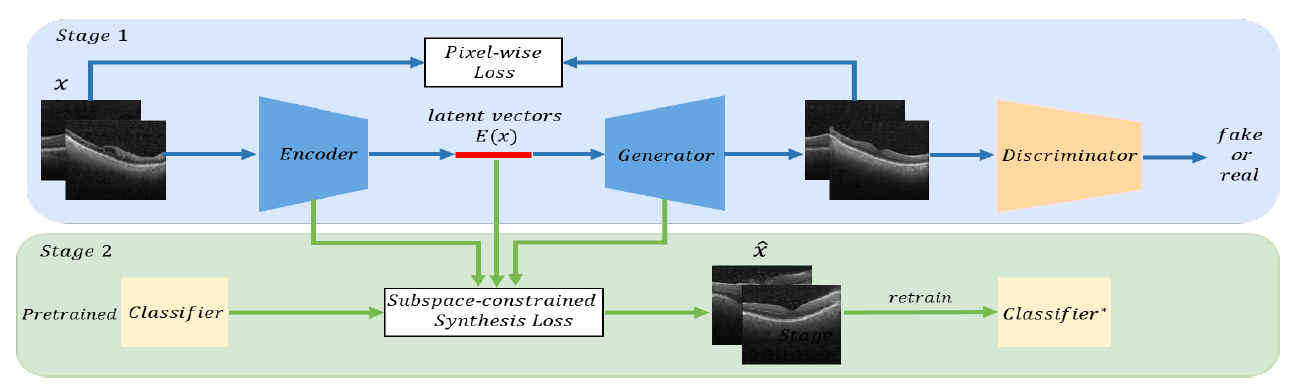 Stage 1
Pixel-wise
Loss
x
latent vectors
E(x)
Encoder
Generator
Discriminator
fake
or
real
Stage 2
x̂
Pretrained
Classifier
Subspace-constrained
Synthesis Loss
Stage
retrain
Classifier*